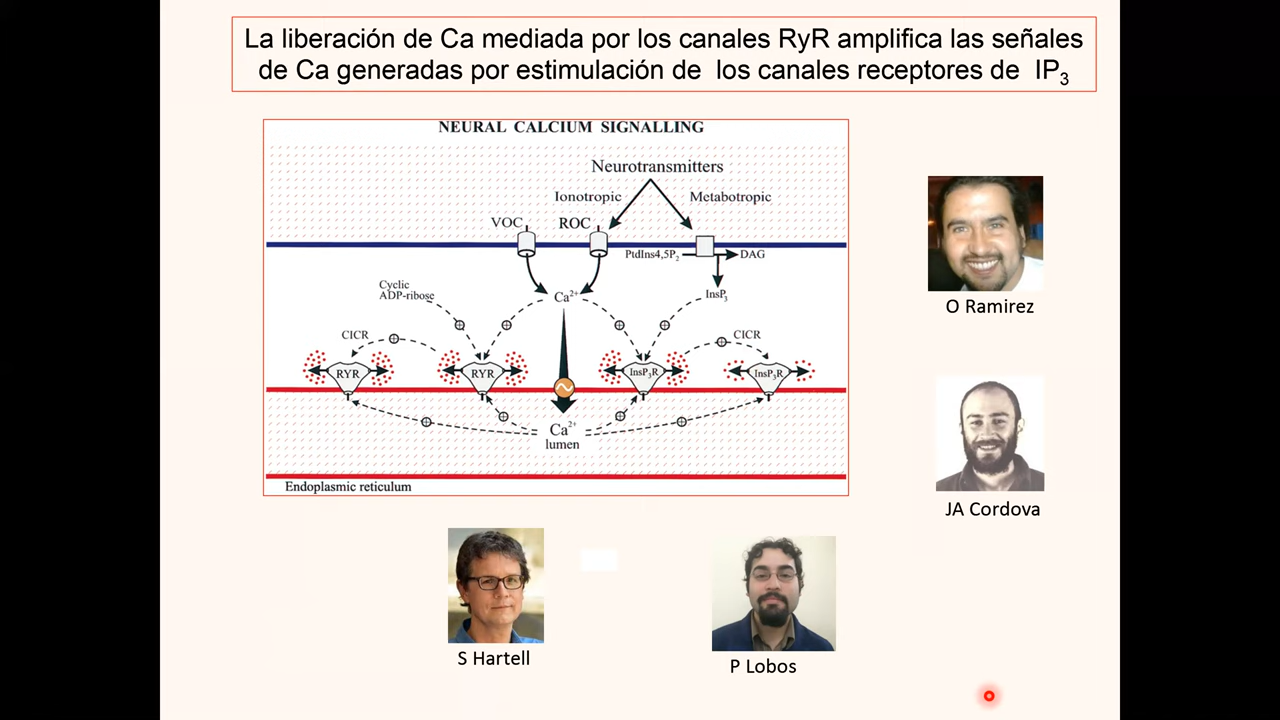 La liberación de Ca mediada por los canales RyR amplifica las señales
de Ca generadas por estimulación de los canales receptores de IP3
NEURAL CALCIUM SIGNALLING
Neurotransmitters
Ionotropic
Metabotropic
VOC
ROC
PtdIns4,5P2
DAG
Cyclic
ADP-ribose
Ca2+
InsP3
CICR
CICR
RYR
RYR
InsP3R
InsP3R
Ca2+
lumen
Endoplasmic reticulum
O Ramirez
JA Cordova
S Hartell
P Lobos